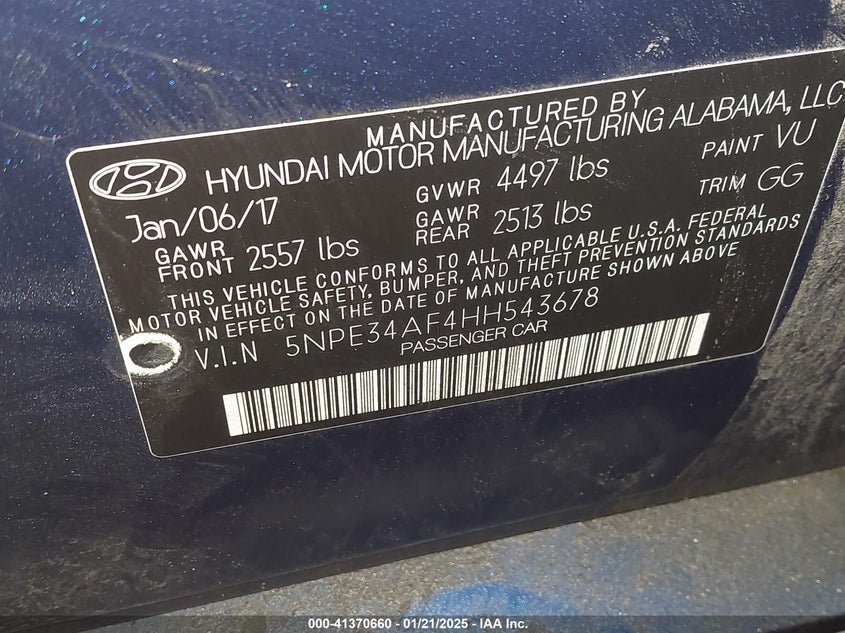 MANUFACTURED BY
HYUNDAI MOTOR MANUFACTURING ALABAMA, LLC.
Jan/06/17 GVWR 4497 lbs PAINT VU
GAWR FRONT 2557 lbs GAWR REAR 2513 lbs TRIM GG
THIS VEHICLE CONFORMS TO ALL APPLICABLE U.S.A. FEDERAL
MOTOR VEHICLE SAFETY, BUMPER, AND THEFT PREVENTION STANDARDS
IN EFFECT ON THE DATE OF MANUFACTURE SHOWN ABOVE
V.I.N 5NPE34AF4HH543678
PASSENGER CAR
000-41370660 - 01/21/2025 - IAA Inc.